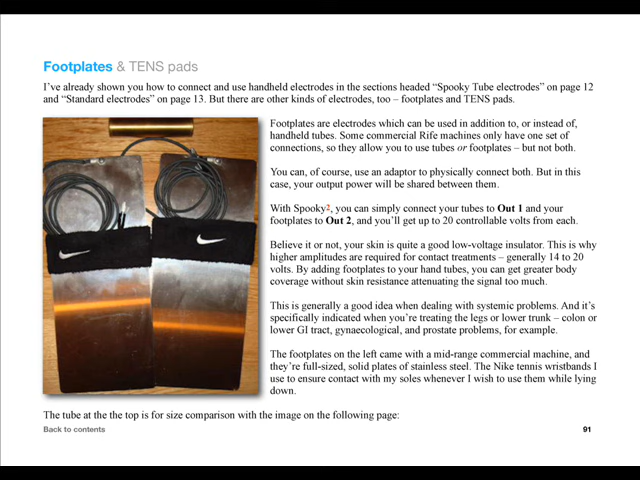 Footplates & TENS pads
I've already shown you how to connect and use handheld electrodes in the sections headed “Spooky Tube electrodes” on page 12
and “Standard electrodes” on page 13. But there are other kinds of electrodes, too – footplates and TENS pads.
Footplates are electrodes which can be used in addition to, or instead of,
handheld tubes. Some commercial Rife machines only have one set of
connections, so they allow you to use tubes or footplates – but not both.
You can, of course, use an adaptor to physically connect both. But in this
case, your output power will be shared between them.
With Spooky2, you can simply connect your tubes to Out 1 and your
footplates to Out 2, and you'll get up to 20 controllable volts from each.
Believe it or not, your skin is quite a good low-voltage insulator. This is why
higher amplitudes are required for contact treatments – generally 14 to 20
volts. By adding footplates to your hand tubes, you can get greater body
coverage without skin resistance attenuating the signal too much.
This is generally a good idea when dealing with systemic problems. And it's
specifically indicated when you're treating the legs or lower trunk – colon or
lower GI tract, gynaecological, and prostate problems, for example.
The footplates on the left came with a mid-range commercial machine, and
they're full-sized, solid plates of stainless steel. The Nike tennis wristbands I
use to ensure contact with my soles whenever I wish to use them while lying
down.
The tube at the the top is for size comparison with the image on the following page:
Back to contents
91